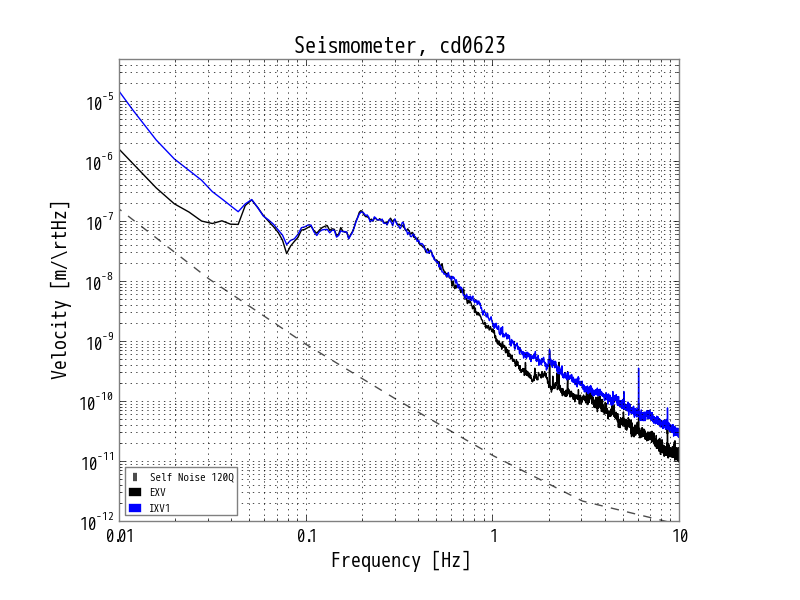 Seismometer, cd0623
Velocity [m/\rtHz]
10^-5
10^-6
10^-7
10^-8
10^-9
10^-10
10^-11
10^-12
Self Noise 120Q
EXV
IXV1
0.01 0.1 1 10
Frequency [Hz]